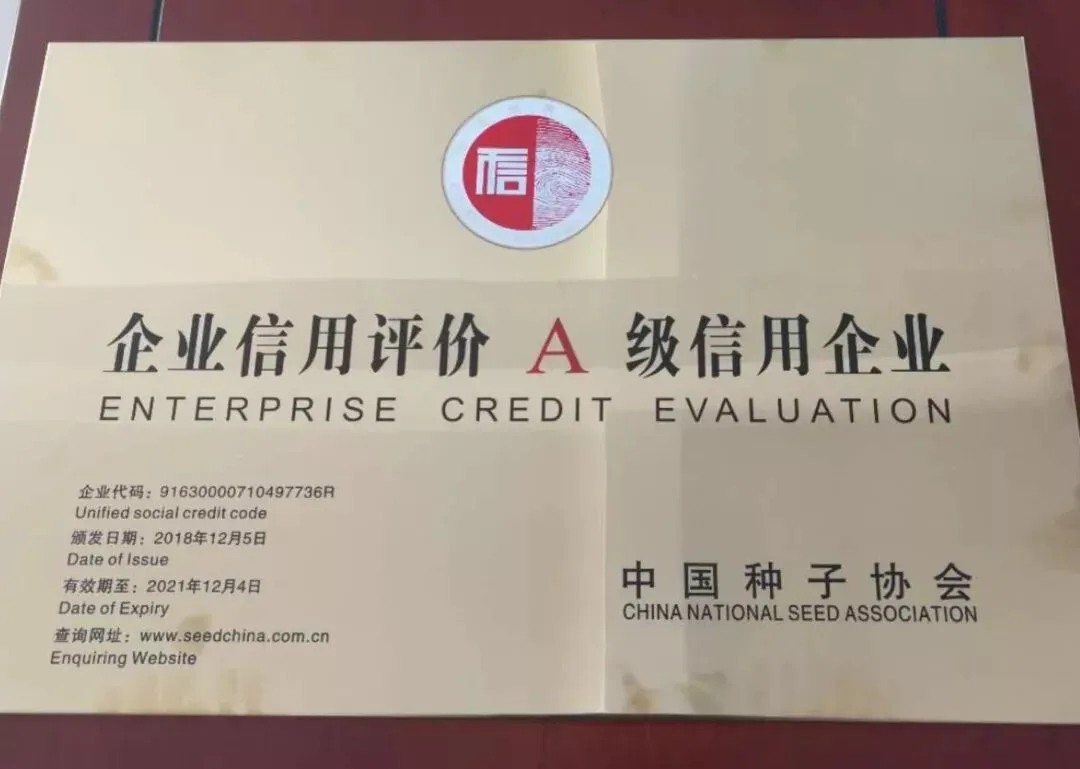 信
企业信用评价 A 级信用企业
ENTERPRISE CREDIT EVALUATION
企业代码：91630000710497736R
Unified social credit code
颁发日期：2018年12月5日
Date of Issue
有效期至：2021年12月4日
Date of Expiry
查询网址：www.seedchina.com.cn
Enquiring Website
中国种子协会
CHINA NATIONAL SEED ASSOCIATION